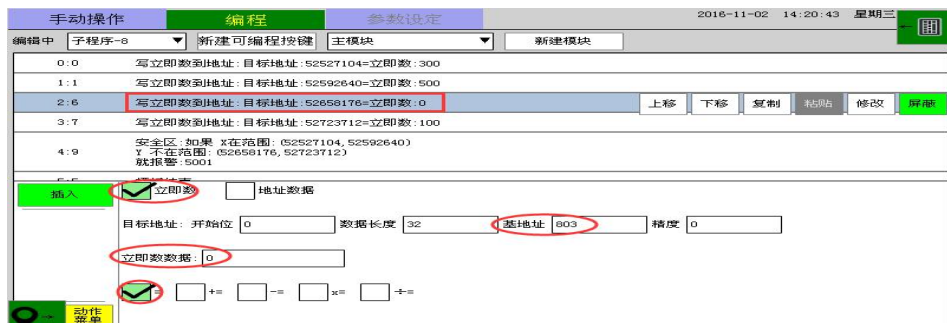 手动操作 编程 参数设定 2016-11-02 14:20:43 星期三
编辑中 子程序-8 新建可编程按键 主模块 新建模块
0:0 写立即数到地址:目标地址:52527104=立即数:300
1:1 写立即数到地址:目标地址:52592640=立即数:500
2:6 写立即数到地址:目标地址:52658176=立即数:0 上移 下移 复制 粘贴 修改 屏蔽
3:7 写立即数到地址:目标地址:52723712=立即数:100
4:9 安全区:如果 X在范围:(52527104,52592640)
Y 不在范围:(52658176,52723712)
就报警:5001
插入 立即数 地址数据
目标地址: 开始位 0 数据长度 32 基地址 803 精度 0
立即数数据: 0
= += -= x= ÷=
动作
菜单